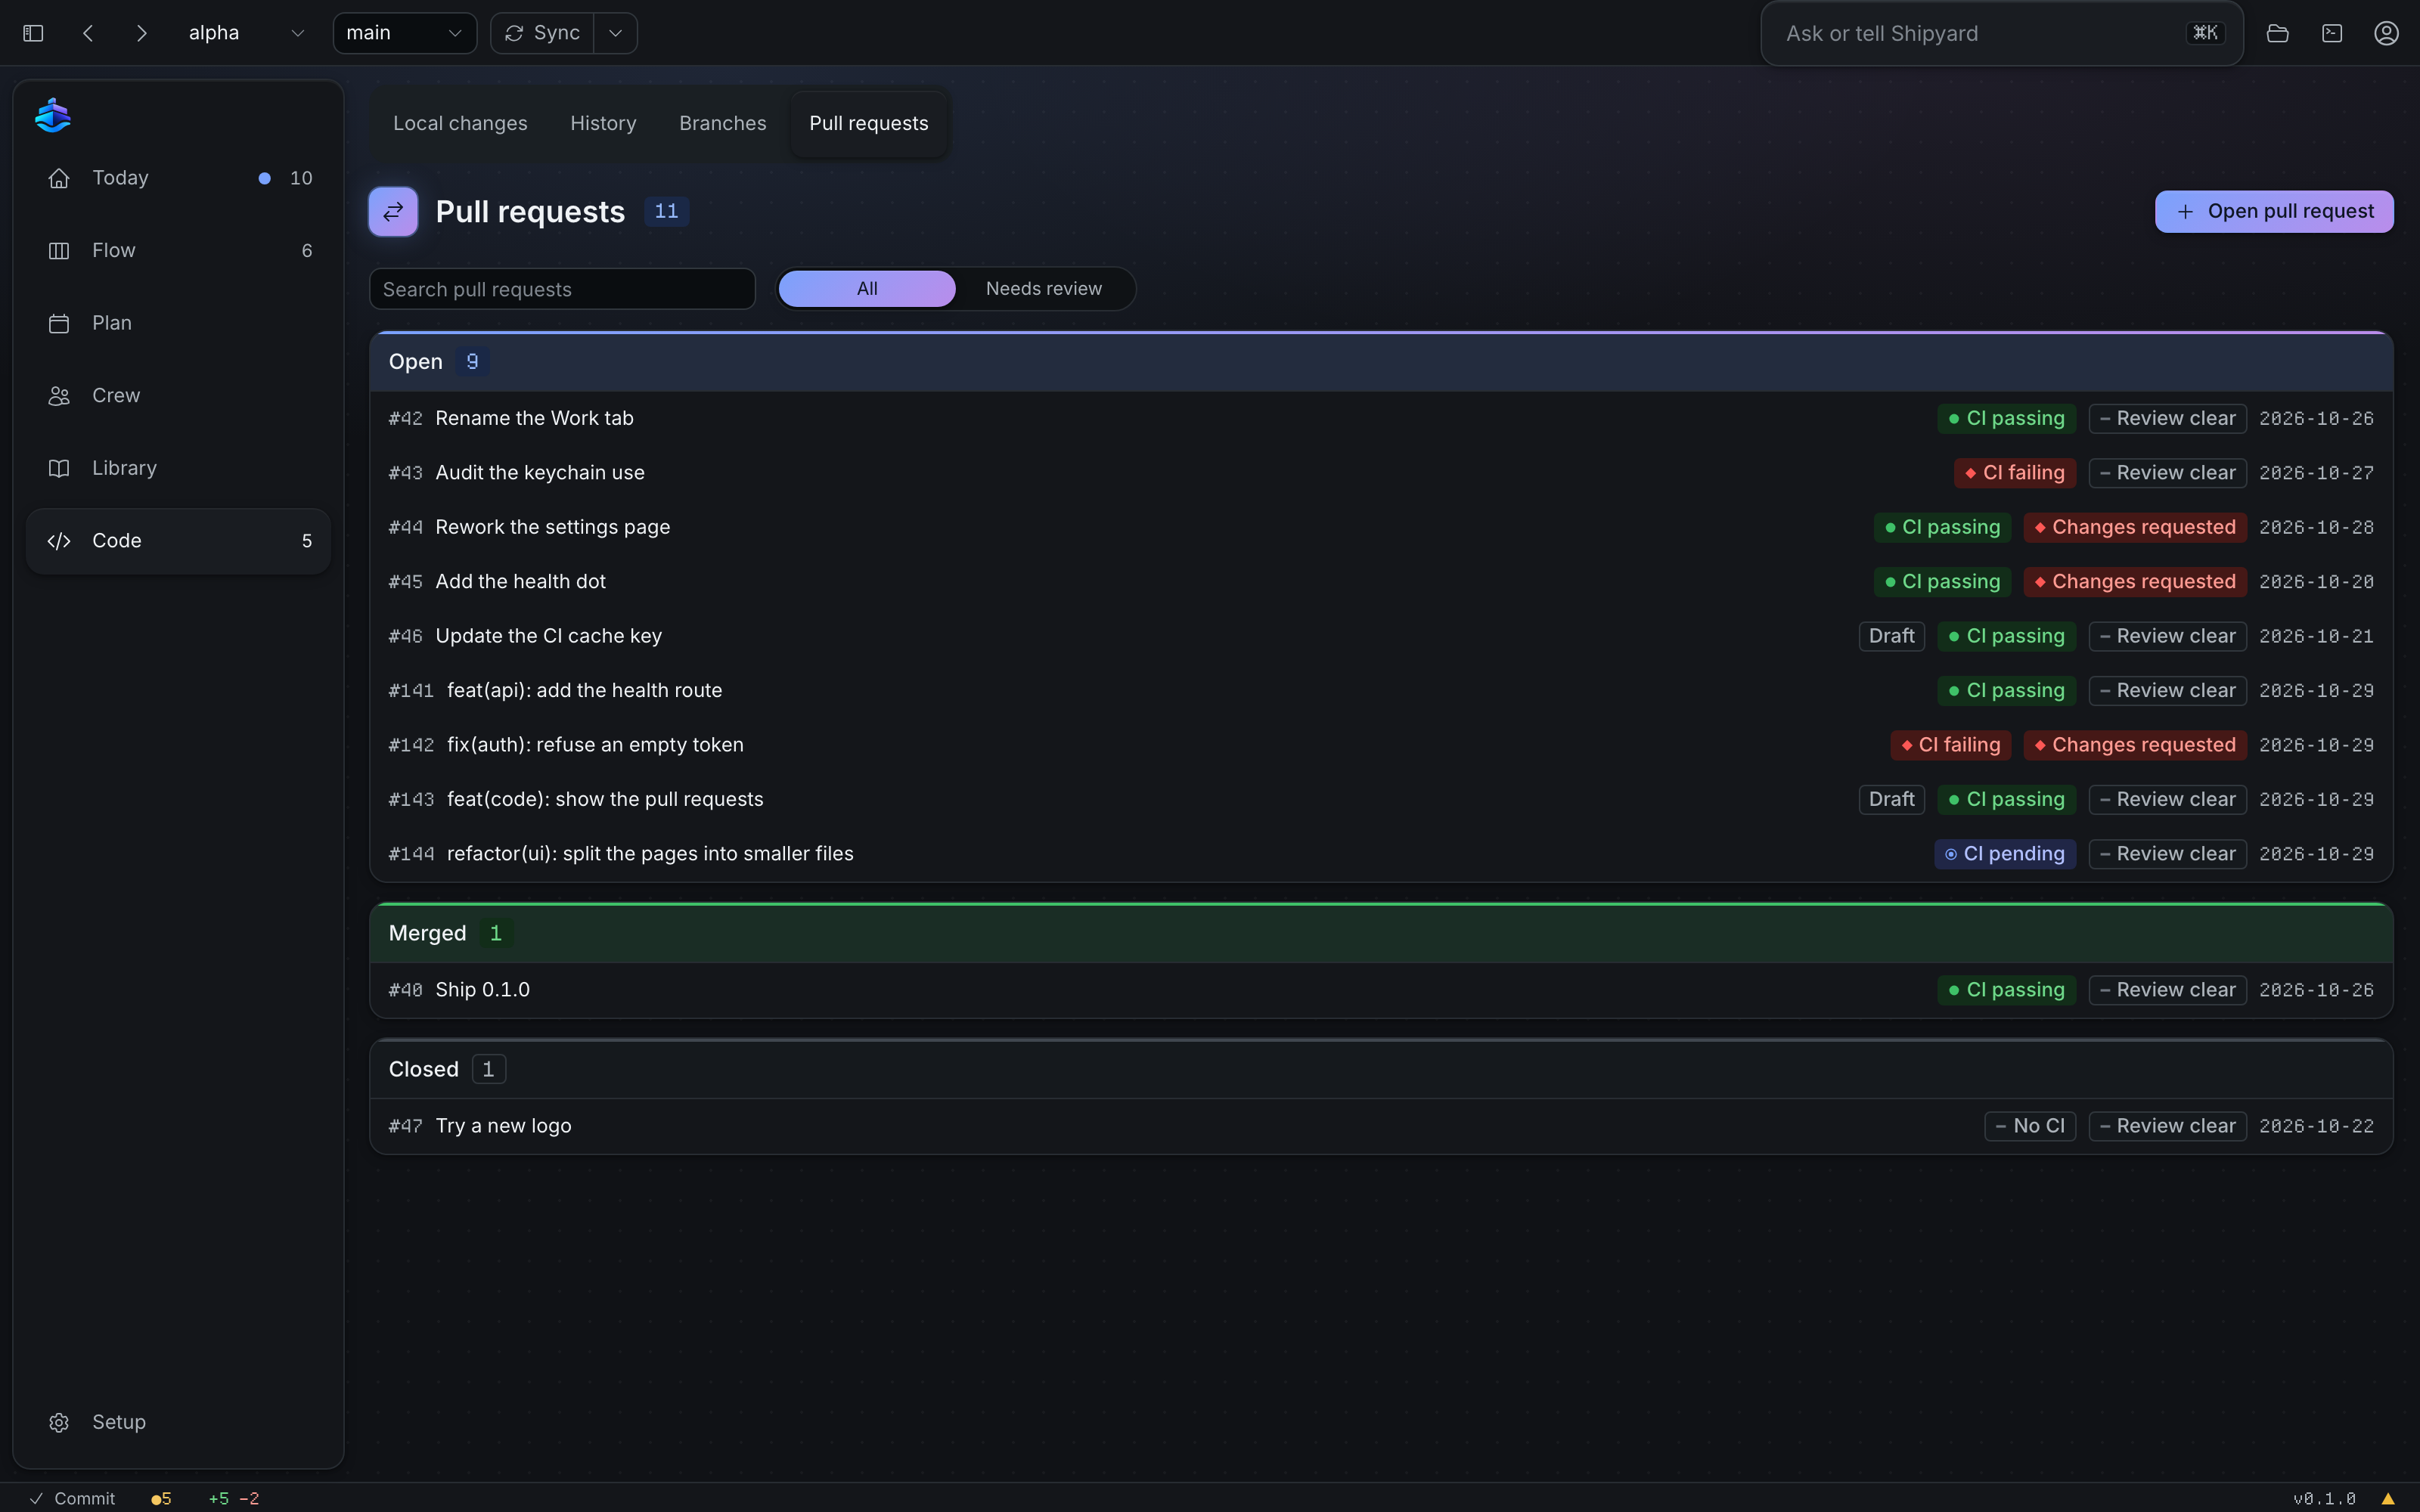 alpha main Sync Ask or tell Shipyard ⌘K
Local changes History Branches Pull requests
Today 10
Flow 6
Plan
Crew
Library
Code 5
Setup
Pull requests 11 + Open pull request
Search pull requests All Needs review
Open 9
#42 Rename the Work tab CI passing – Review clear 2026-10-26
#43 Audit the keychain use CI failing – Review clear 2026-10-27
#44 Rework the settings page CI passing Changes requested 2026-10-28
#45 Add the health dot CI passing Changes requested 2026-10-20
#46 Update the CI cache key Draft CI passing – Review clear 2026-10-21
#141 feat(api): add the health route CI passing – Review clear 2026-10-29
#142 fix(auth): refuse an empty token CI failing Changes requested 2026-10-29
#143 feat(code): show the pull requests Draft CI passing – Review clear 2026-10-29
#144 refactor(ui): split the pages into smaller files CI pending – Review clear 2026-10-29
Merged 1
#40 Ship 0.1.0 CI passing – Review clear 2026-10-26
Closed 1
#47 Try a new logo – No CI – Review clear 2026-10-22
Commit 5 +5 −2 v0.1.0